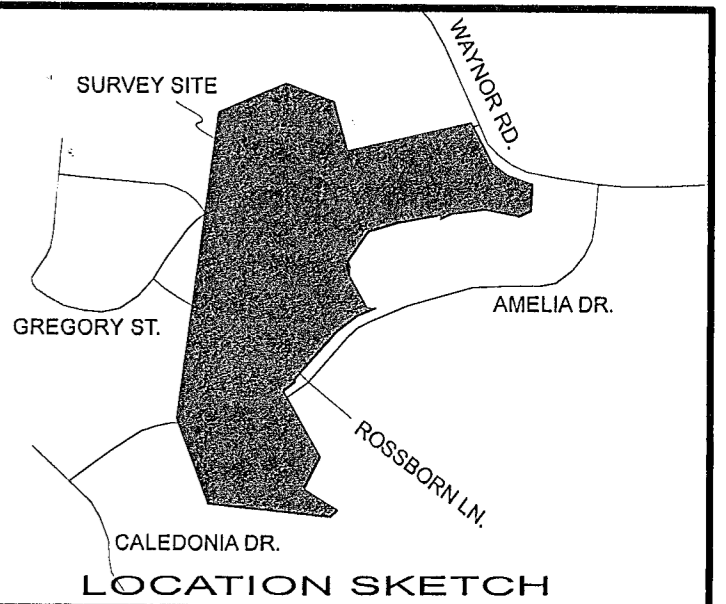 WAYNOR RD.
SURVEY SITE
AMELIA DR.
GREGORY ST.
ROSSBORN LN.
CALEDONIA DR.
LOCATION SKETCH